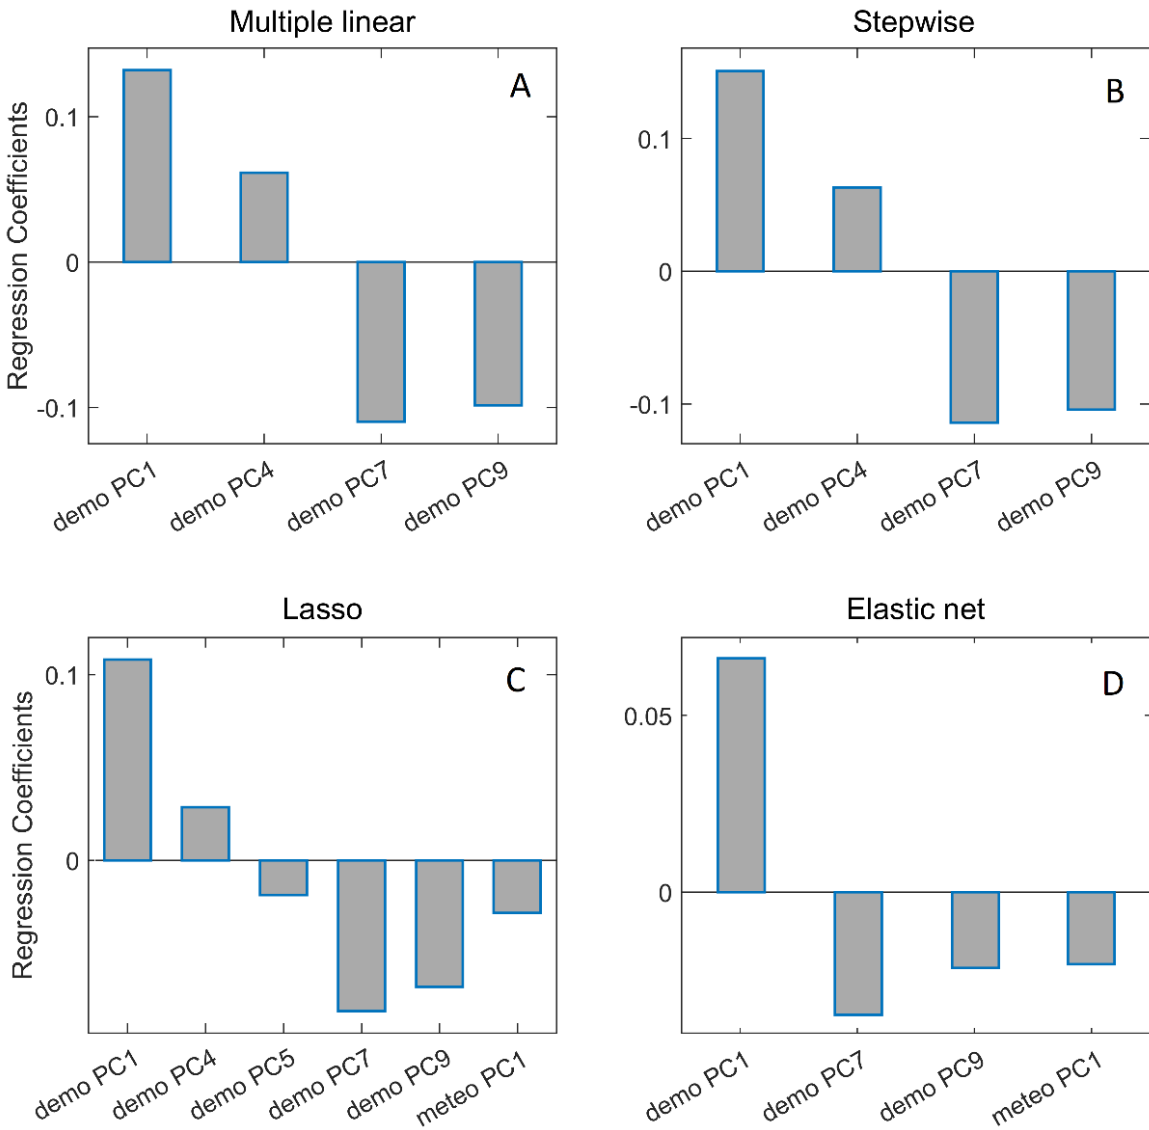 Multiple linear
A
Regression Coefficients
0.1
0
-0.1
demo PC1
demo PC4
demo PC7
demo PC9
Stepwise
B
0.1
0
-0.1
demo PC1
demo PC4
demo PC7
demo PC9
Lasso
C
Regression Coefficients
0.1
0
demo PC1
demo PC4
demo PC5
demo PC7
demo PC9
meteo PC1
Elastic net
D
0.05
0
demo PC1
demo PC7
demo PC9
meteo PC1